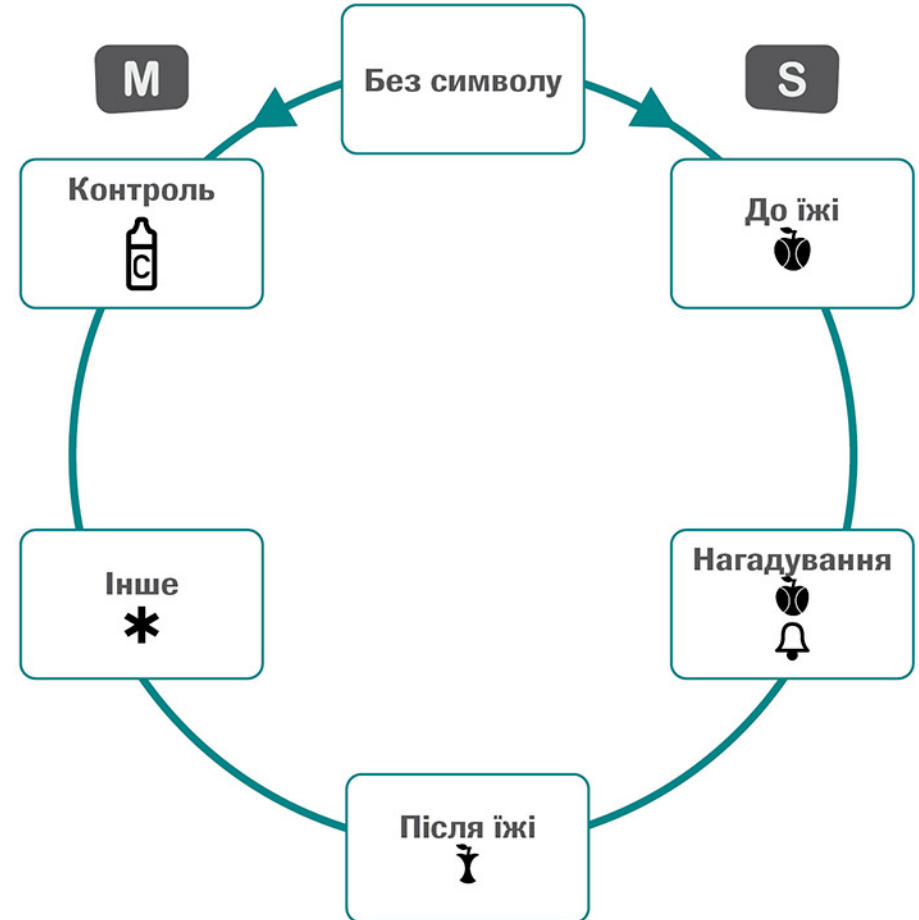 M
Без символу
S
Контроль
C
До їжі
Інше
*
Нагадування
Після їжі